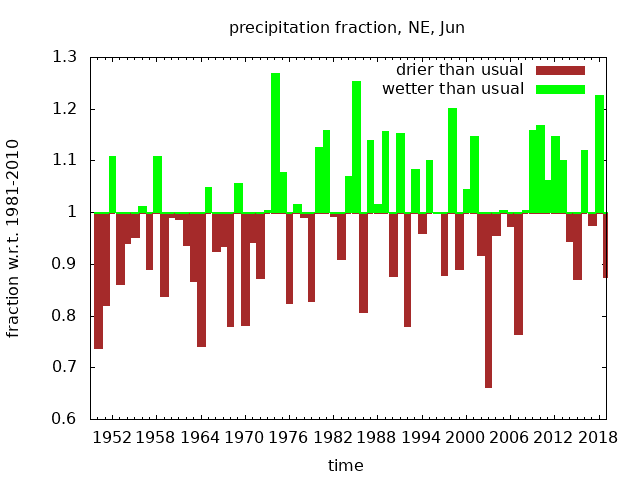 precipitation fraction, NE, Jun
drier than usual
wetter than usual
1.3
1.2
1.1
1
0.9
0.8
0.7
0.6
fraction w.r.t. 1981-2010
1952 1958 1964 1970 1976 1982 1988 1994 2000 2006 2012 2018
time